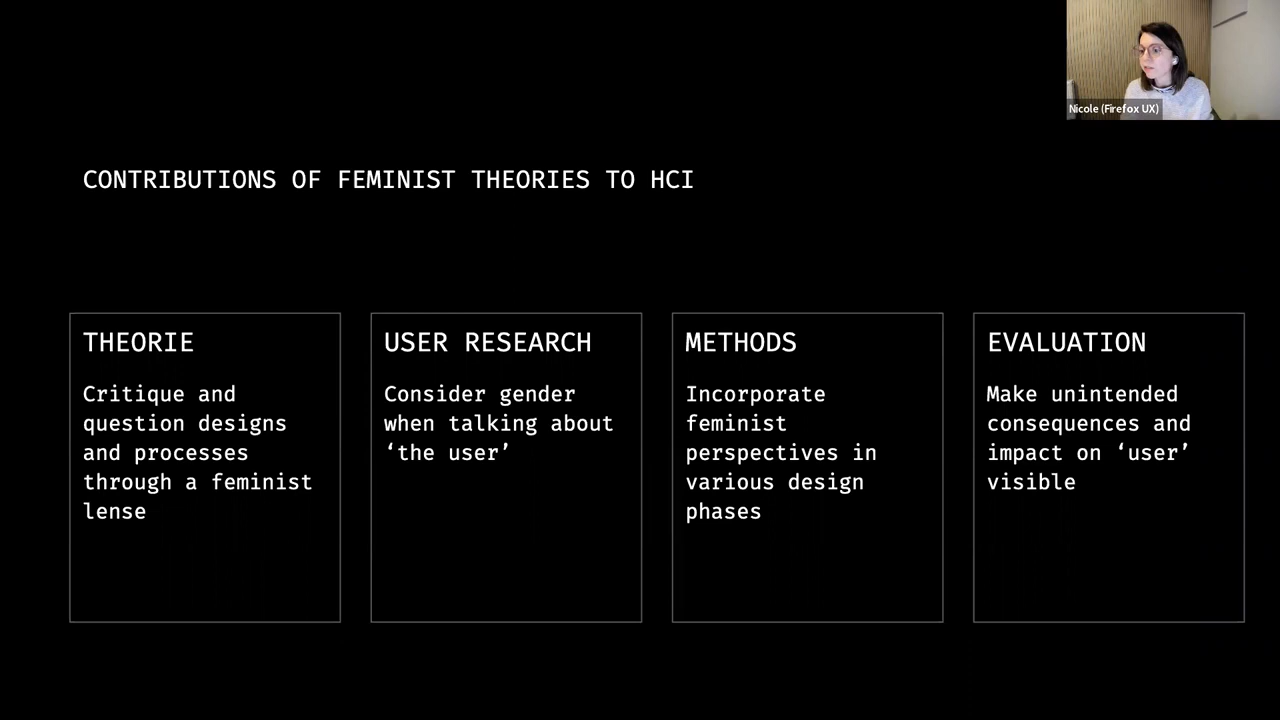 Nicole (Firefox UX)
CONTRIBUTIONS OF FEMINIST THEORIES TO HCI
THEORIE
Critique and
question designs
and processes
through a feminist
lense
USER RESEARCH
Consider gender
when talking about
‘the user’
METHODS
Incorporate
feminist
perspectives in
various design
phases
EVALUATION
Make unintended
consequences and
impact on ‘user’
visible